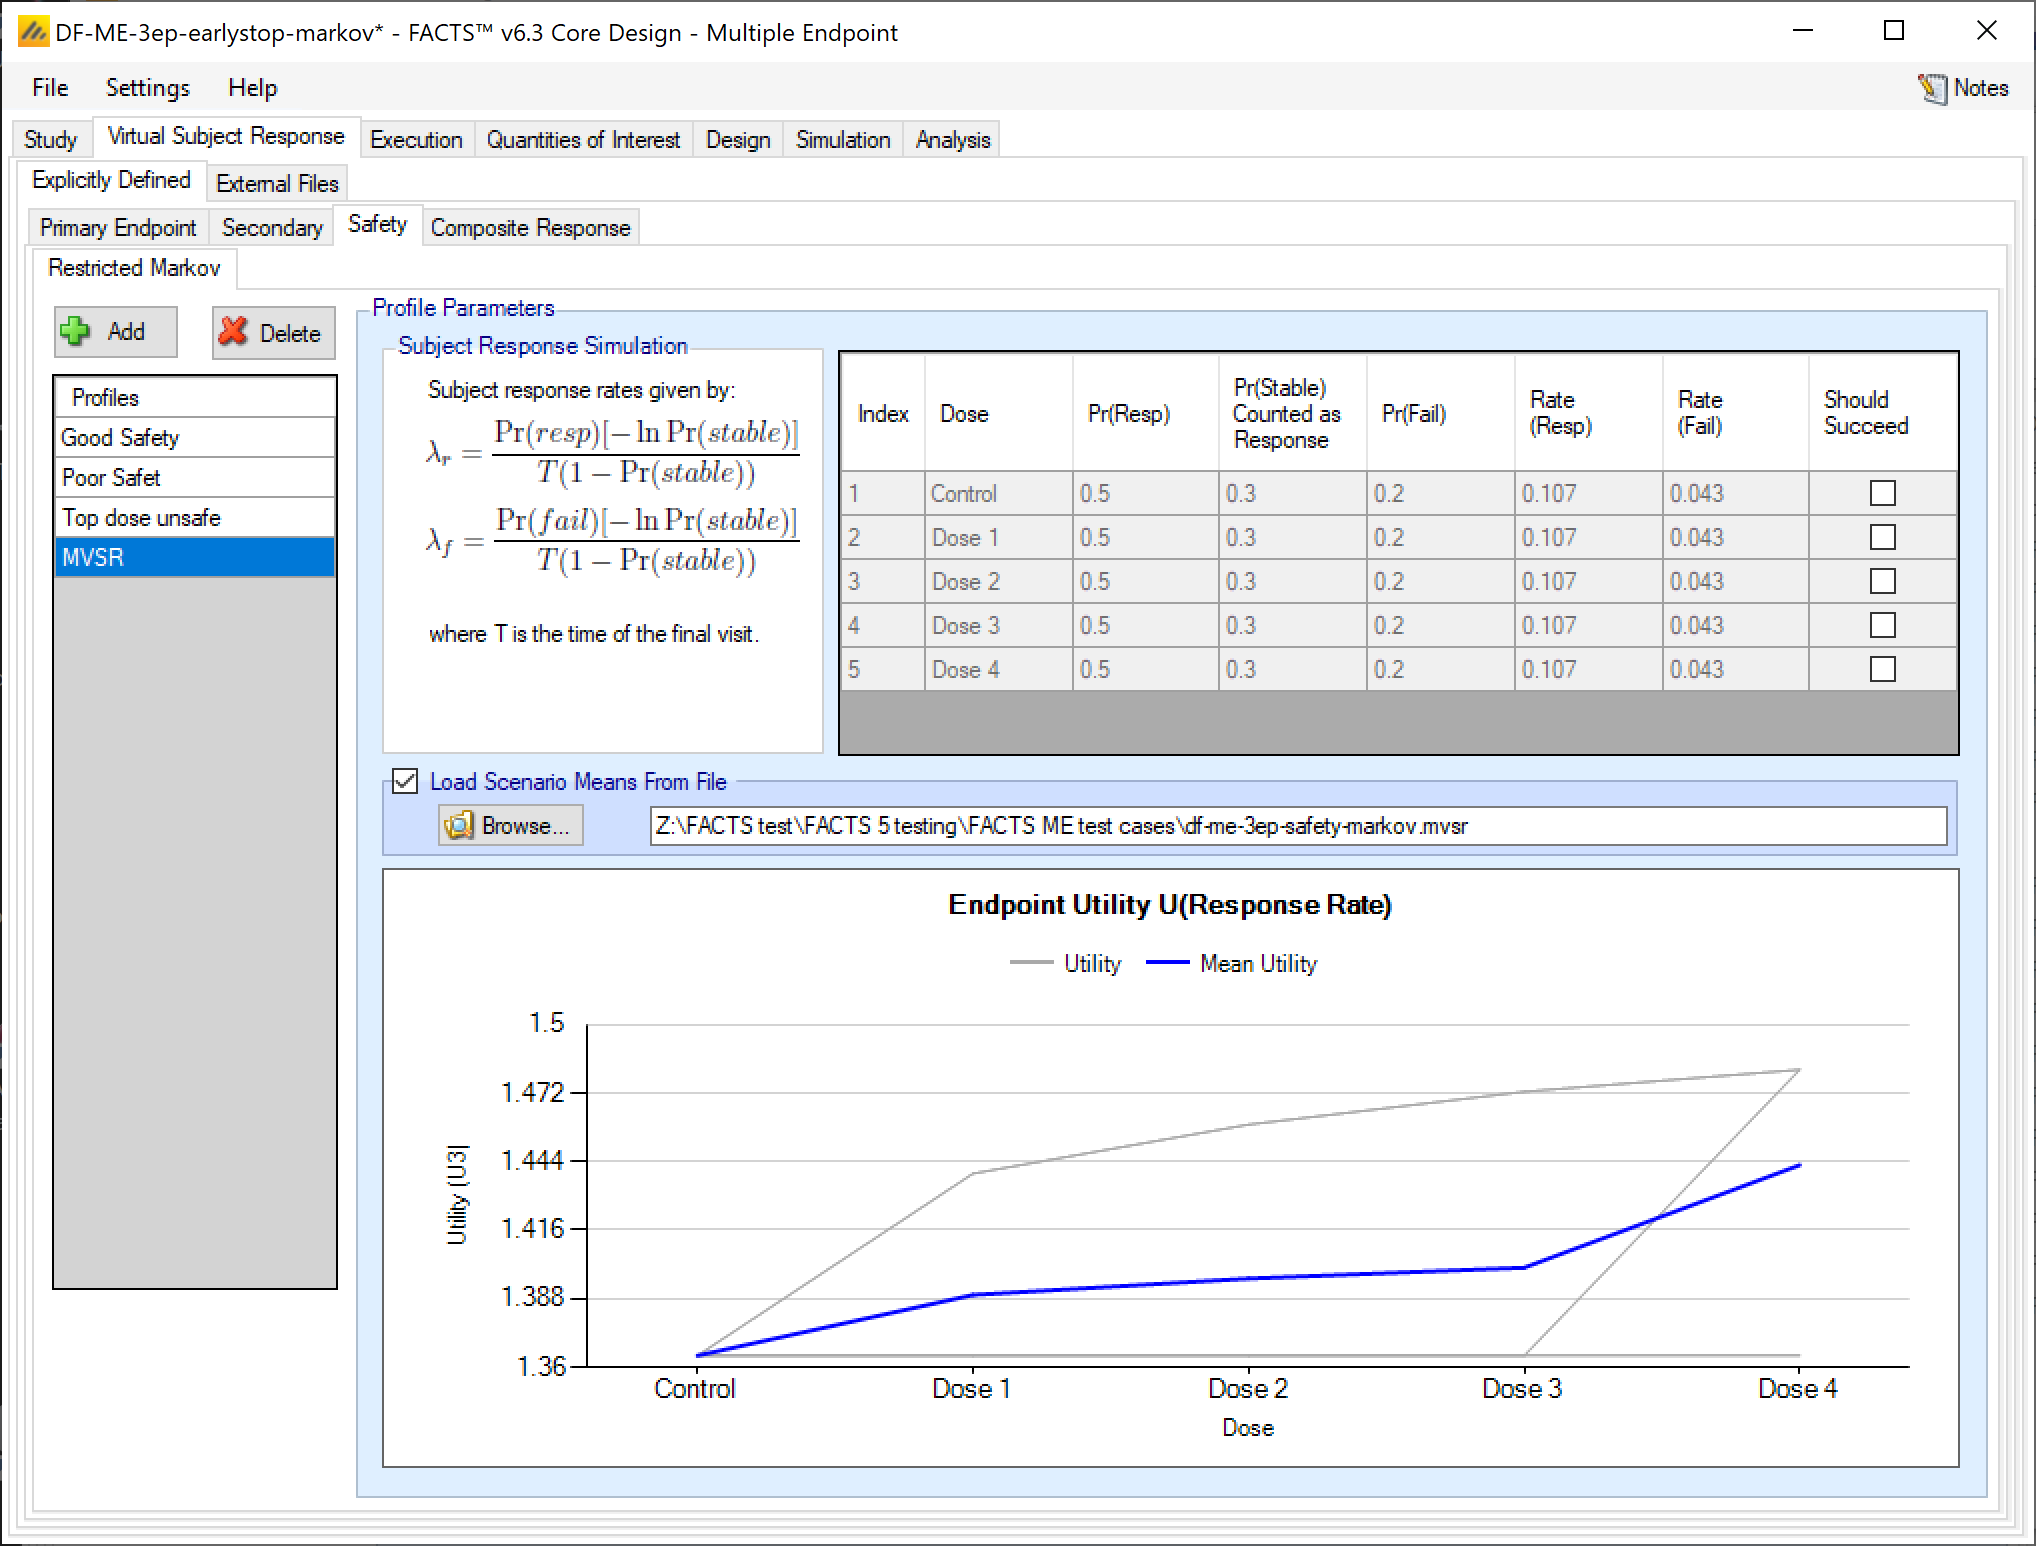 DF-ME-3ep-earlystop-markov* - FACTS™ v6.3 Core Design - Multiple Endpoint
File Settings Help Notes
Study Virtual Subject Response Execution Quantities of Interest Design Simulation Analysis
Explicitly Defined External Files
Primary Endpoint Secondary Safety Composite Response
Restricted Markov
Add Delete
Profiles
Good Safety
Poor Safet
Top dose unsafe
MVSR
Profile Parameters
Subject Response Simulation
Subject response rates given by:
λr = Pr(resp)[− ln Pr(stable)] / T(1 − Pr(stable))
λf = Pr(fail)[− ln Pr(stable)] / T(1 − Pr(stable))
where T is the time of the final visit.
Index Dose Pr(Resp) Pr(Stable) Counted as Response Pr(Fail) Rate (Resp) Rate (Fail) Should Succeed
1 Control 0.5 0.3 0.2 0.107 0.043
2 Dose 1 0.5 0.3 0.2 0.107 0.043
3 Dose 2 0.5 0.3 0.2 0.107 0.043
4 Dose 3 0.5 0.3 0.2 0.107 0.043
5 Dose 4 0.5 0.3 0.2 0.107 0.043
Load Scenario Means From File
Browse... Z:\FACTS test\FACTS 5 testing\FACTS ME test cases\df-me-3ep-safety-markov.mvsr
Endpoint Utility U(Response Rate)
Utility Mean Utility
1.5
1.472
1.444
1.416
1.388
1.36
Utility (U3|
Control Dose 1 Dose 2 Dose 3 Dose 4
Dose